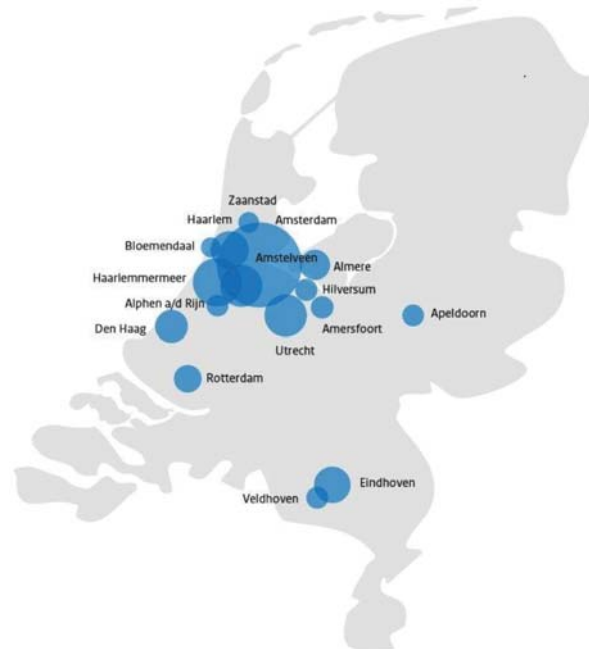 Zaanstad
Haarlem
Amsterdam
Bloemendaal
Amstelveen
Almere
Haarlemmermeer
Hilversum
Alphen a/d Rijn
Apeldoorn
Den Haag
Amersfoort
Utrecht
Rotterdam
Eindhoven
Veldhoven